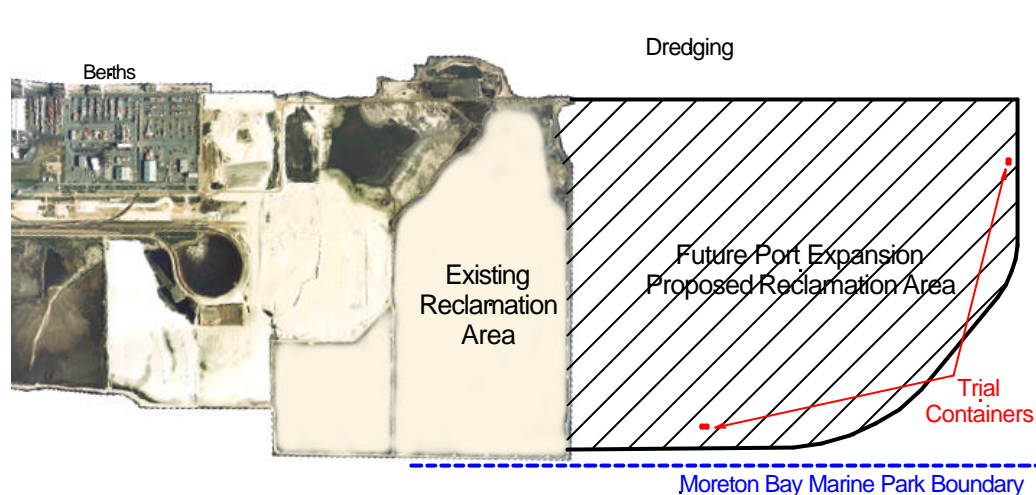 Dredging
Berths
Existing
Reclamation
Area
Future Port Expansion
Proposed Reclamation Area
Trial
Containers
Moreton Bay Marine Park Boundary